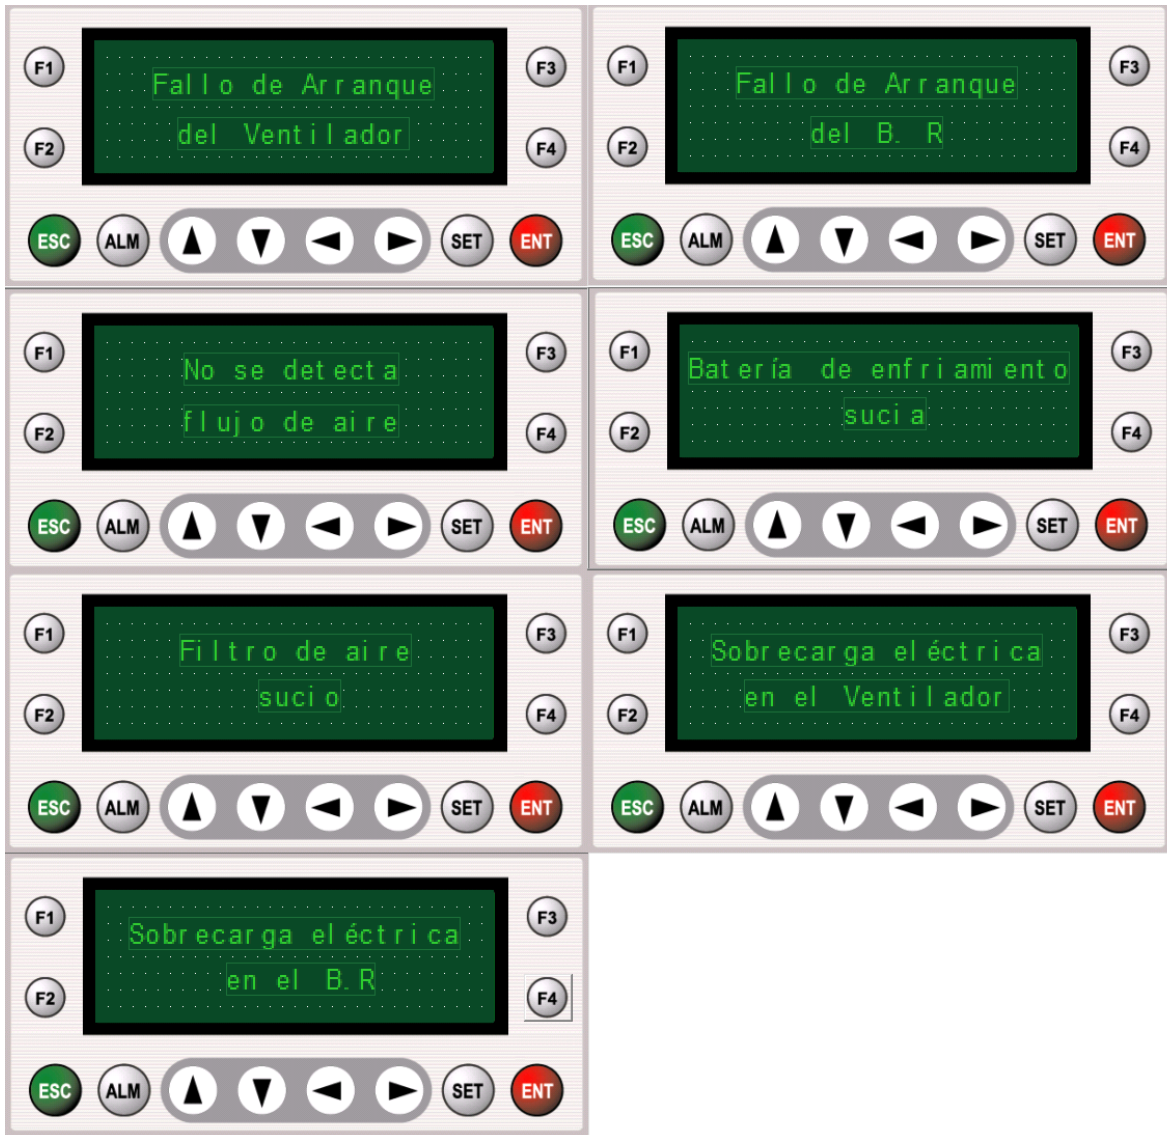 F1
Fallo de Arranque
del Ventilador
F3
F2
F4
ESC ALM SET ENT
F1
Fallo de Arranque
del B. R
F3
F2
F4
ESC ALM SET ENT
F1
No se detecta
flujo de aire
F3
F2
F4
ESC ALM SET ENT
F1
Batería de enfriamiento
sucia
F3
F2
F4
ESC ALM SET ENT
F1
Filtro de aire
sucio
F3
F2
F4
ESC ALM SET ENT
F1
Sobrecarga eléctrica
en el Ventilador
F3
F2
F4
ESC ALM SET ENT
F1
Sobrecarga eléctrica
en el B.R
F3
F2
F4
ESC ALM SET ENT